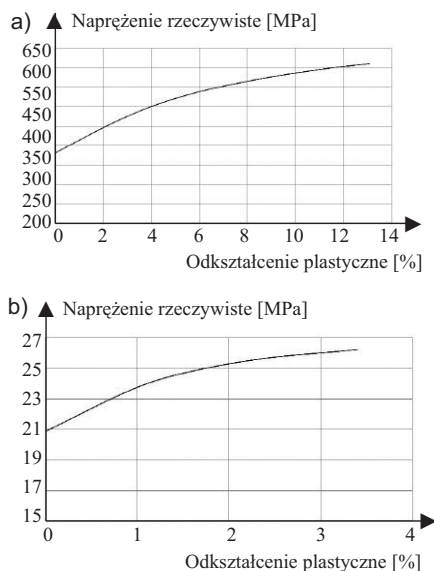 a) Naprężenie rzeczywiste [MPa]
650
600
550
500
450
400
350
300
250
200
0 2 4 6 8 10 12 14
Odkształcenie plastyczne [%]
b) Naprężenie rzeczywiste [MPa]
27
25
23
21
19
17
15
0 1 2 3 4
Odkształcenie plastyczne [%]